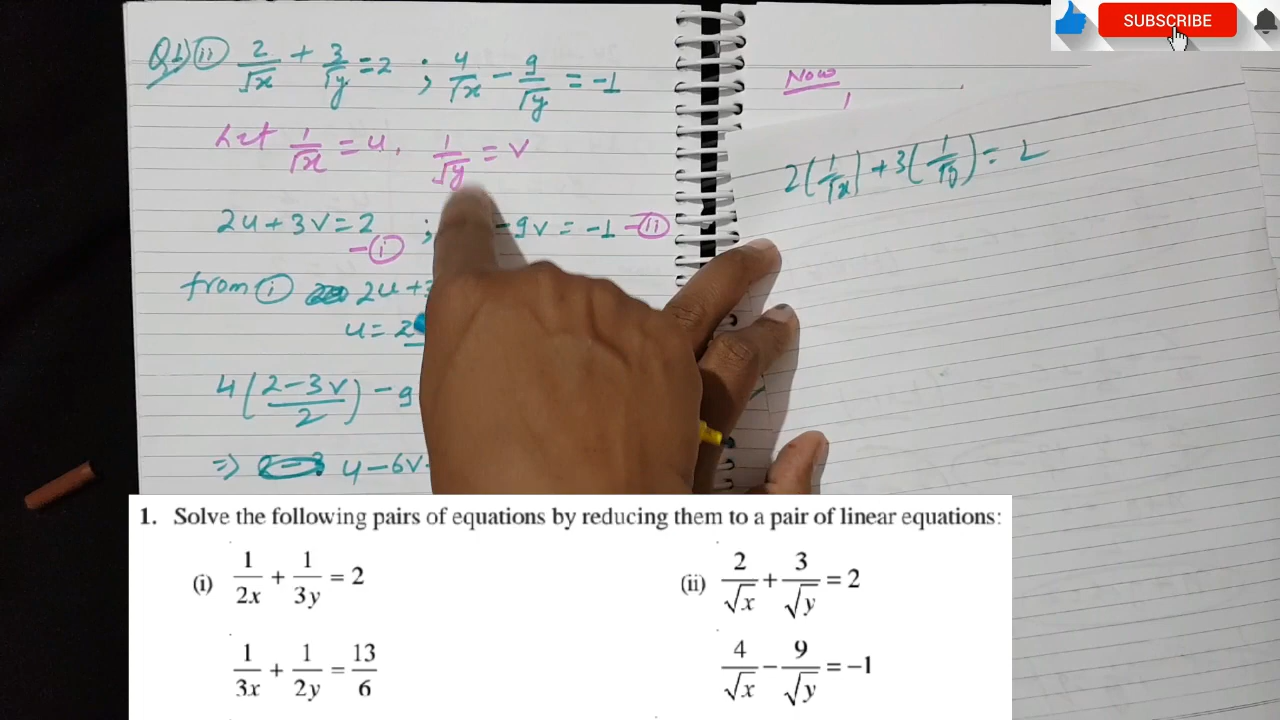 SUBSCRIBE
Q1) ii) 2/√x + 3/√y = 2 ; 4/√x − 9/√y = −1
Let 1/√x = u, 1/√y = v
2u + 3v = 2 ; − 9v = −1 —(ii)
—(i)
from (i) 2u +
u = 2
4(2−3v/2) − 9
⇒ 4 − 6v
Now
2(1/√x) + 3(1/√y) = 2
1. Solve the following pairs of equations by reducing them to a pair of linear equations:
(i) 1/2x + 1/3y = 2
1/3x + 1/2y = 13/6
(ii) 2/√x + 3/√y = 2
4/√x − 9/√y = −1